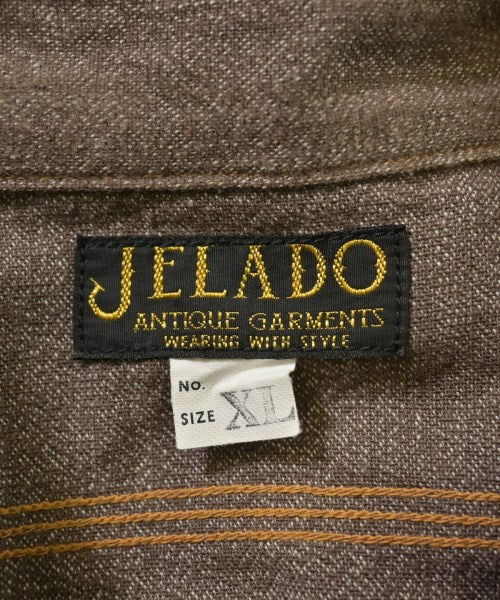 JELADO
ANTIQUE GARMENTS
WEARING WITH STYLE
No.
SIZE XL